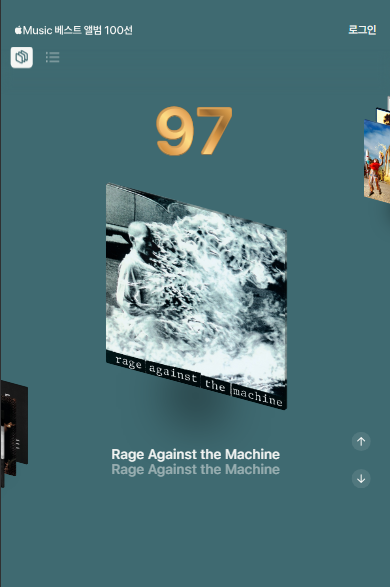 Music 베스트 앨범 100선
로그인
97
rage against the machine
Rage Against the Machine
Rage Against the Machine